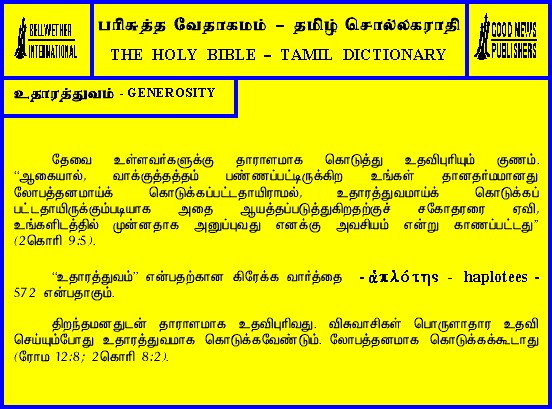 BELLWETHER
INTERNATIONAL
பரிசுத்த வேதாகமம் – தமிழ் சொல்லகராதி
THE HOLY BIBLE – TAMIL DICTIONARY
GOOD NEWS
PUBLISHERS
உதாரத்துவம் - GENEROSITY
தேவை உள்ளவர்களுக்கு தாராளமாக கொடுத்து உதவிபுரியும் குணம்.
“ஆகையால், வாக்குத்தத்தம் பண்ணப்பட்டிருக்கிற உங்கள் தானதர்மமானது
லோபத்தனமாய்க் கொடுக்கப்பட்டதாயிராமல், உதாரத்துவமாய்க் கொடுக்கப்
பட்டதாயிருக்கும்படியாக அதை ஆயத்தப்படுத்துகிறதற்குச் சகோதரரை ஏவி,
உங்களிடத்தில் முன்னதாக அனுப்புவது எனக்கு அவசியம் என்று காணப்பட்டது”
(2கொரி 9:5).
“உதாரத்துவம்” என்பதற்கான கிரேக்க வார்த்தை - ἁπλότης - haplotees -
572 என்பதாகும்.
திறந்தமனதுடன் தாராளமாக உதவிபுரிவது. விசுவாசிகள் பொருளாதார உதவி
செய்யும்போது உதாரத்துவமாக கொடுக்கவேண்டும். லோபத்தனமாக கொடுக்கக்கூடாது
(ரோம 12:8; 2கொரி 8:2).